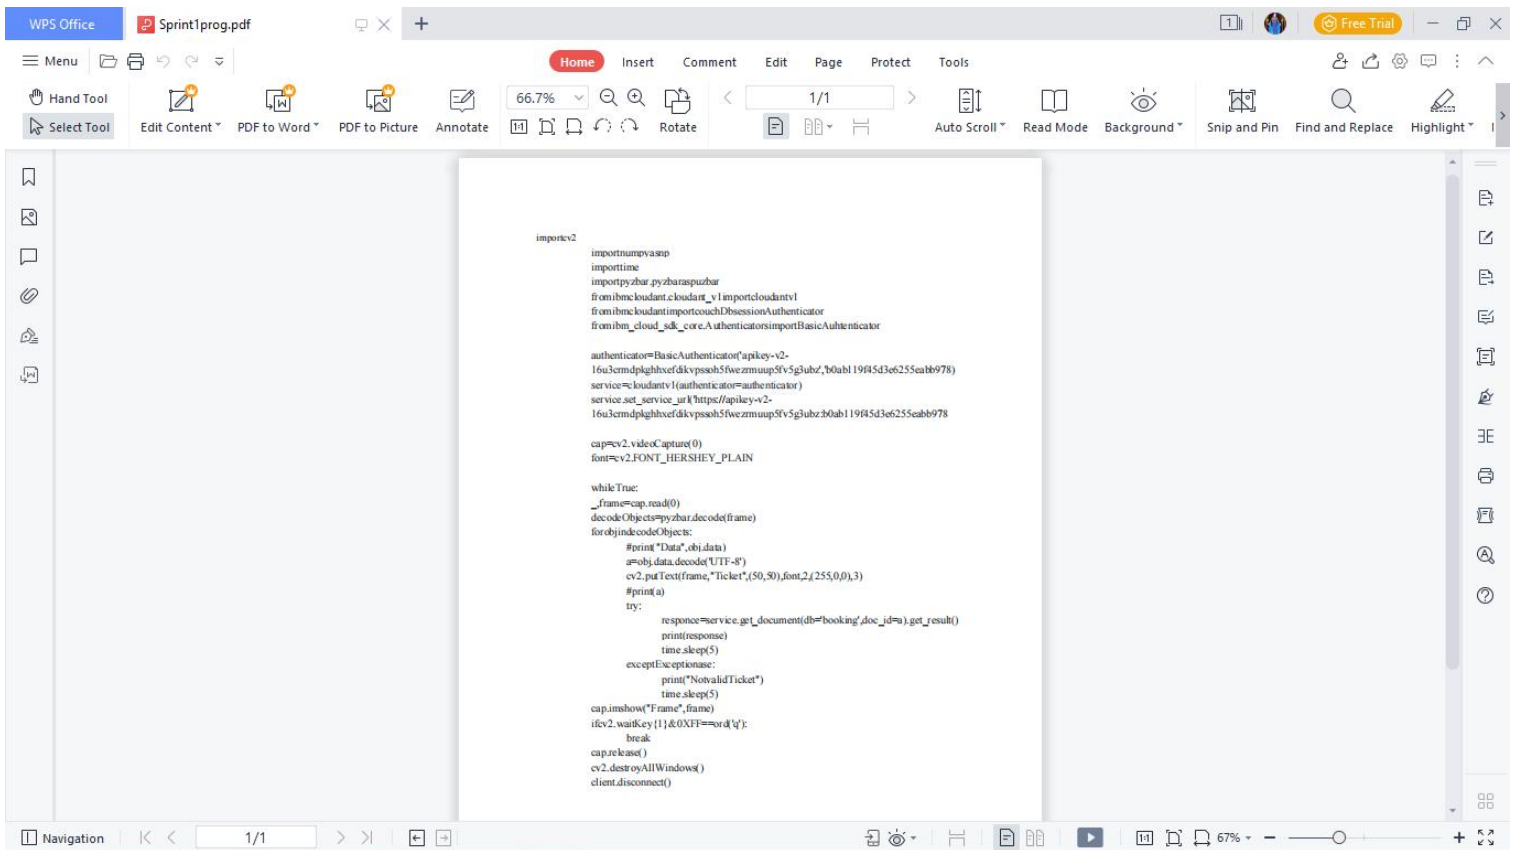 WPS Office
Sprint1prog.pdf
1
Free Trial
Menu
Home
Insert
Comment
Edit
Page
Protect
Tools
Hand Tool
Select Tool
Edit Content
PDF to Word
PDF to Picture
Annotate
66.7%
1/1
Rotate
Auto Scroll
Read Mode
Background
Snip and Pin
Find and Replace
Highlight
importcv2
importnumpyasnp
importtime
importpyzbar.pyzbaraspuzbar
fromibmcloudant.cloudant_v1importcloudantv1
fromibmcloudantimportcouchDbsessionAuthenticator
fromibm_cloud_sdk_core.AuthenticatorsimportBasicAuhtenticator
authenticator=BasicAuthenticator('apikey-v2-
16u3crmdpkghhxefdikvpssoh5fwezrmuup5fv5g3ubz','b0ab119f45d3e6255eabb978)
service=cloudantv1(authenticator=authenticator)
service.set_service_url('https://apikey-v2-
16u3crmdpkghhxefdikvpssoh5fwezrmuup5fv5g3ubz:b0ab119f45d3e6255eabb978
cap=cv2.videoCapture(0)
font=cv2.FONT_HERSHEY_PLAIN
whileTrue:
_,frame=cap.read(0)
decodeObjects=pyzbar.decode(frame)
forobjindecodeObjects:
#print("Data",obj.data)
a=obj.data.decode('UTF-8')
cv2.putText(frame,"Ticket",(50,50),font,2,(255,0,0),3)
#print(a)
try:
responce=service.get_document(db='booking',doc_id=a).get_result()
print(response)
time.sleep(5)
exceptExceptionase:
print("NotvalidTicket")
time.sleep(5)
cap.imshow("Frame",frame)
ifcv2.waitKey{1}&0XFF==ord('q'):
break
cap.release()
cv2.destroyAllWindows()
client.disconnect()
Navigation
1/1
67%